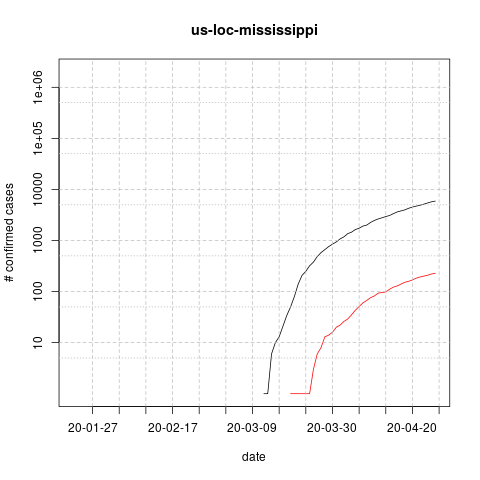 us-loc-mississippi
# confirmed cases
1e+06
1e+05
10000
1000
100
10
20-01-27
20-02-17
20-03-09
20-03-30
20-04-20
date